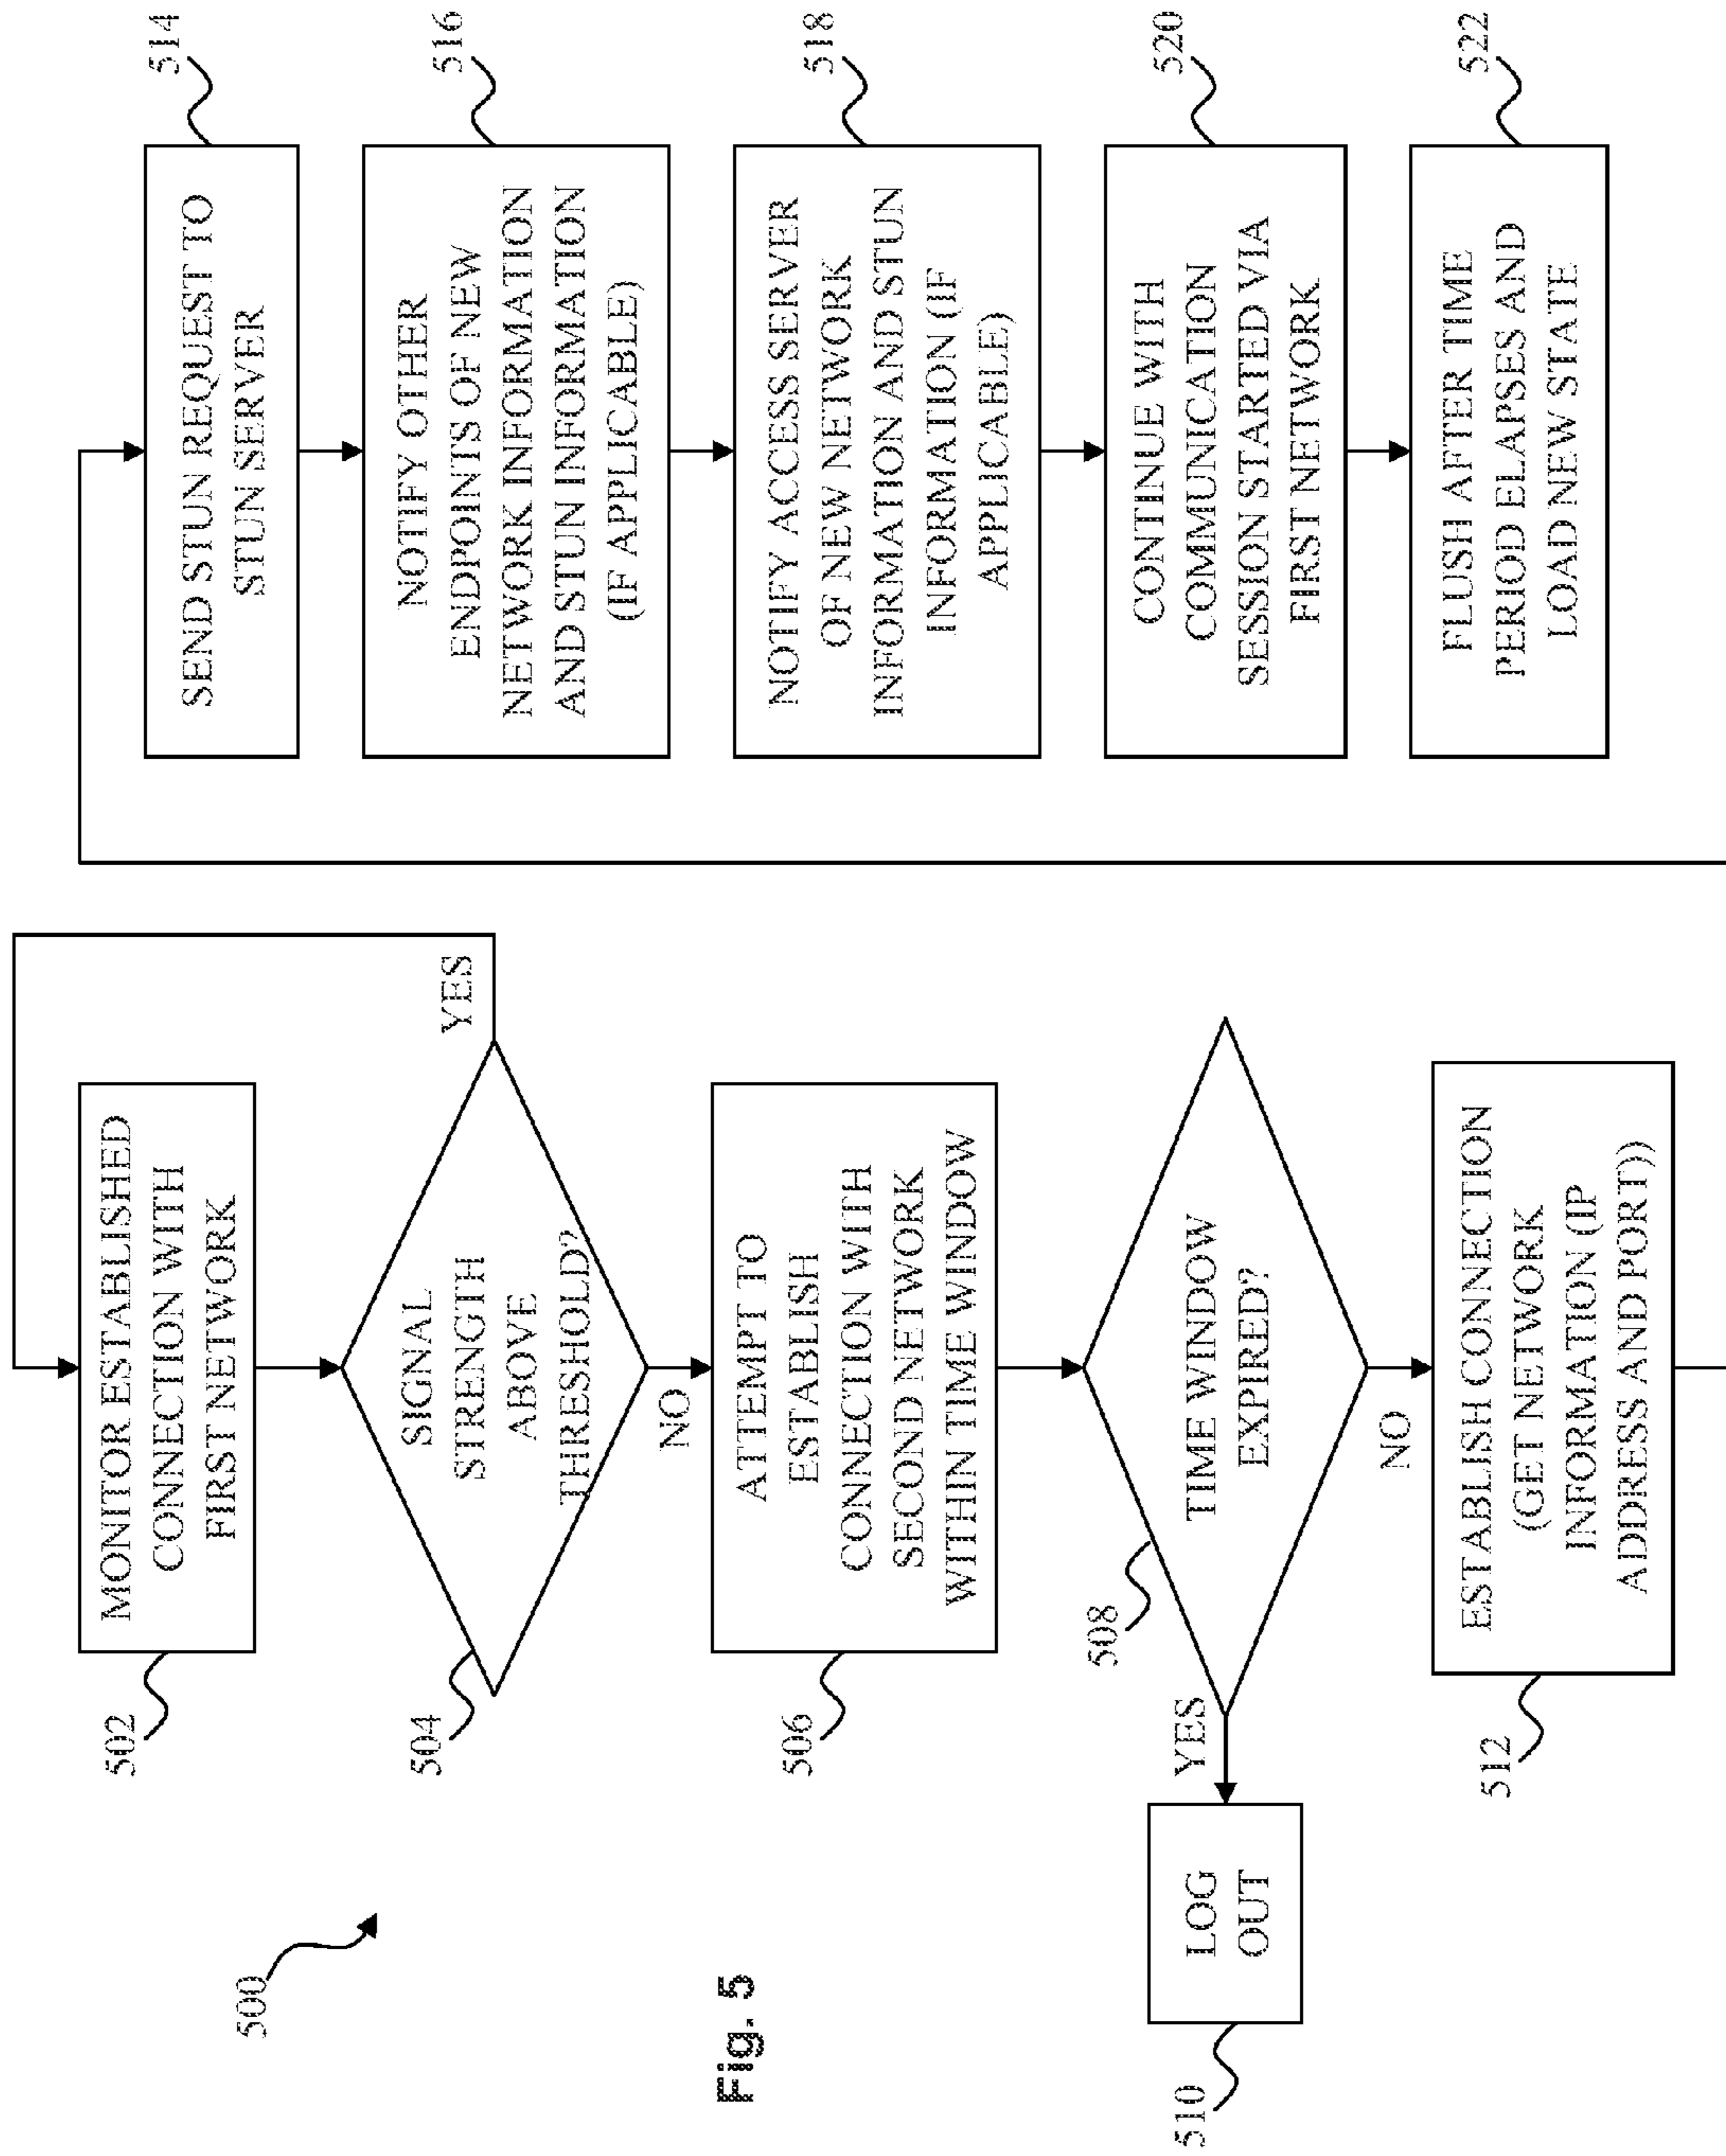 500
502
MONITOR ESTABLISHED
CONNECTION WITH
FIRST NETWORK
504
SIGNAL
STRENGTH
ABOVE
THRESHOLD?
YES
NO
506
ATTEMPT TO
ESTABLISH
CONNECTION WITH
SECOND NETWORK
WITHIN TIME WINDOW
508
TIME WINDOW
EXPIRED?
YES
NO
510
LOG
OUT
512
ESTABLISH CONNECTION
(GET NETWORK
INFORMATION (IP
ADDRESS AND PORT))
514
SEND STUN REQUEST TO
STUN SERVER
516
NOTIFY OTHER
ENDPOINTS OF NEW
NETWORK INFORMATION
AND STUN INFORMATION
(IF APPLICABLE)
518
NOTIFY ACCESS SERVER
OF NEW NETWORK
INFORMATION AND STUN
INFORMATION (IF
APPLICABLE)
520
CONTINUE WITH
COMMUNICATION
SESSION STARTED VIA
FIRST NETWORK
522
FLUSH AFTER TIME
PERIOD ELAPSES AND
LOAD NEW STATE
Fig. 5